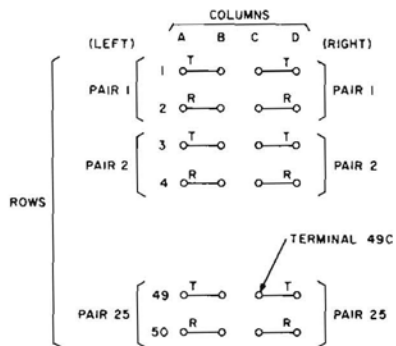 COLUMNS
(LEFT) A B C D (RIGHT)
1 T T
PAIR 1 PAIR 1
2 R R
3 T T
PAIR 2 PAIR 2
4 R R
ROWS
TERMINAL 49C
49 T T
PAIR 25 PAIR 25
50 R R